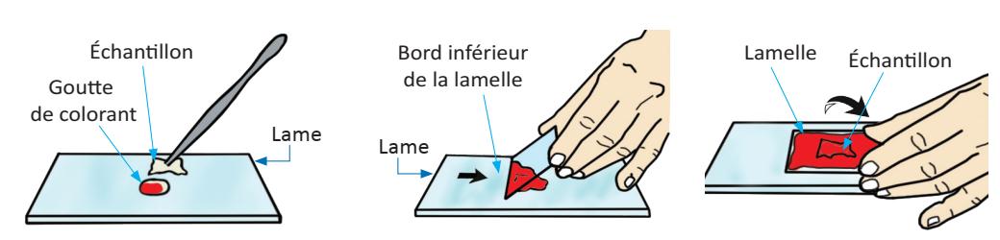 Échantillon
Goutte
de colorant
Lame
Bord inférieur
de la lamelle
Lame
Lamelle
Échantillon